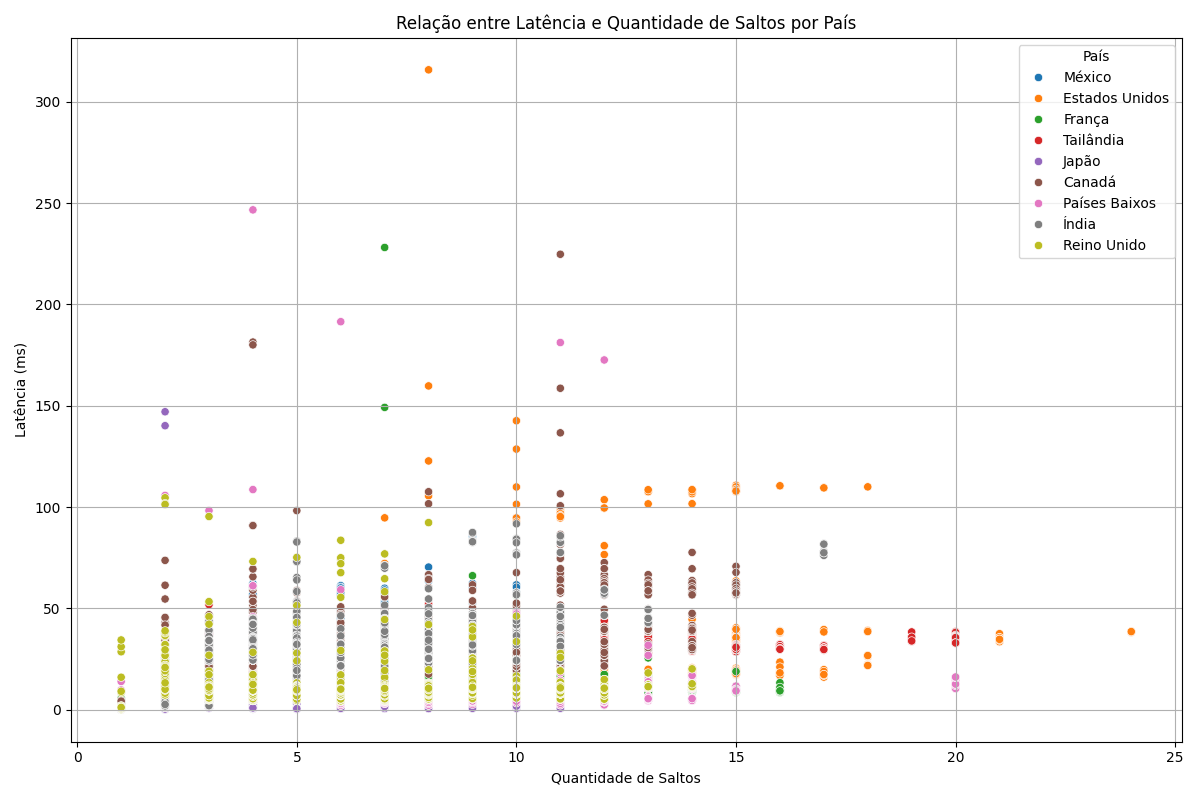 Relação entre Latência e Quantidade de Saltos por País
País
México
Estados Unidos
França
Tailândia
Japão
Canadá
Países Baixos
Índia
Reino Unido
Latência (ms)
300
250
200
150
100
50
0
0 5 10 15 20 25
Quantidade de Saltos